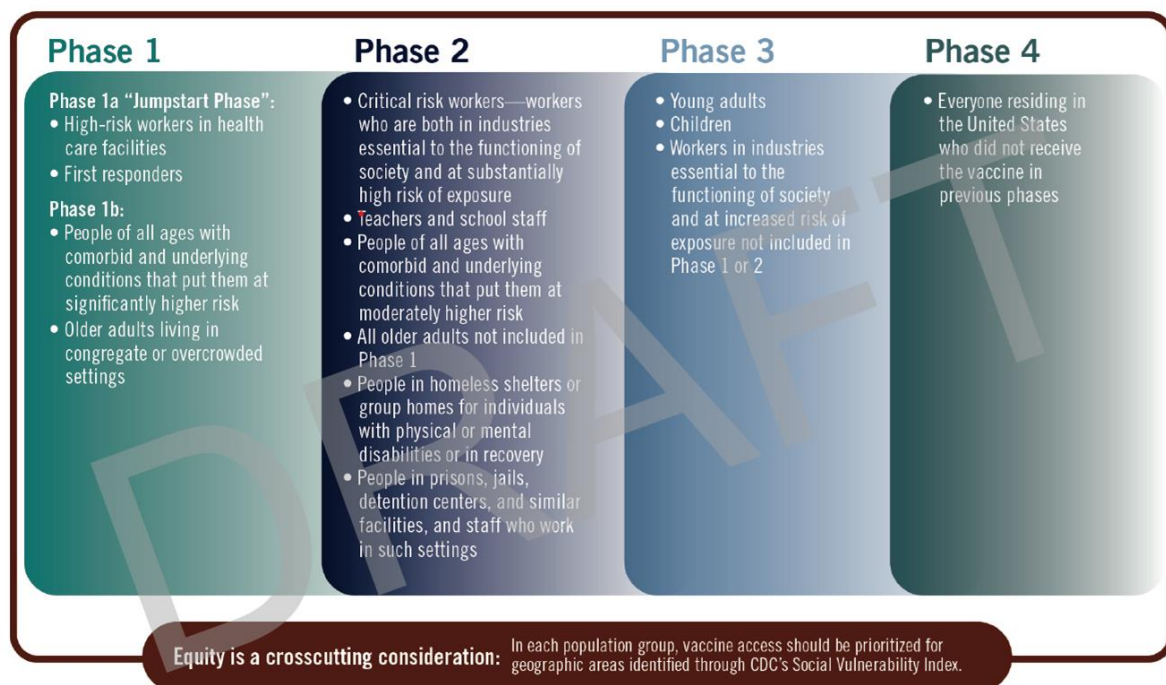 Phase 1
Phase 1a “Jumpstart Phase”:
• High-risk workers in health
care facilities
• First responders
Phase 1b:
• People of all ages with
comorbid and underlying
conditions that put them at
significantly higher risk
• Older adults living in
congregate or overcrowded
settings
Phase 2
• Critical risk workers—workers
who are both in industries
essential to the functioning of
society and at substantially
high risk of exposure
• Teachers and school staff
• People of all ages with
comorbid and underlying
conditions that put them at
moderately higher risk
• All older adults not included in
Phase 1
• People in homeless shelters or
group homes for individuals
with physical or mental
disabilities or in recovery
• People in prisons, jails,
detention centers, and similar
facilities, and staff who work
in such settings
Phase 3
• Young adults
• Children
• Workers in industries
essential to the
functioning of society
and at increased risk of
exposure not included in
Phase 1 or 2
Phase 4
• Everyone residing in
the United States
who did not receive
the vaccine in
previous phases
DRAFT
Equity is a crosscutting consideration:
In each population group, vaccine access should be prioritized for
geographic areas identified through CDC’s Social Vulnerability Index.